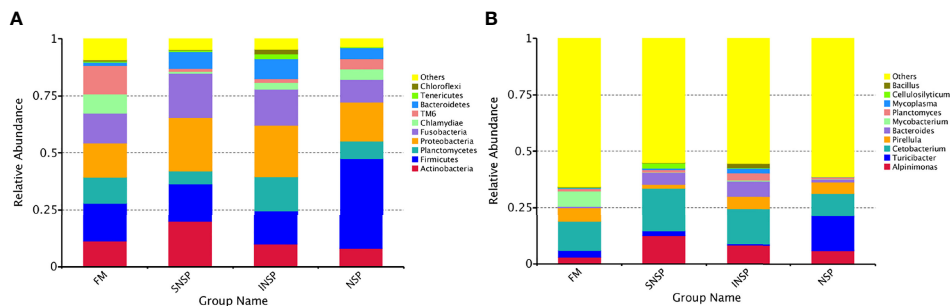 A
Relative Abundance
1
0.75
0.5
0.25
0
FM
SNSP
INSP
NSP
Group Name
Others
Chloroflexi
Tenericutes
Bacteroidetes
TM6
Chlamydiae
Fusobacteria
Proteobacteria
Planctomycetes
Firmicutes
Actinobacteria
B
Relative Abundance
1
0.75
0.5
0.25
0
FM
SNSP
INSP
NSP
Group Name
Others
Bacillus
Cellulosilyticum
Mycoplasma
Planctomyces
Mycobacterium
Bacteroides
Pirellula
Cetobacterium
Turicibacter
Alpinimonas